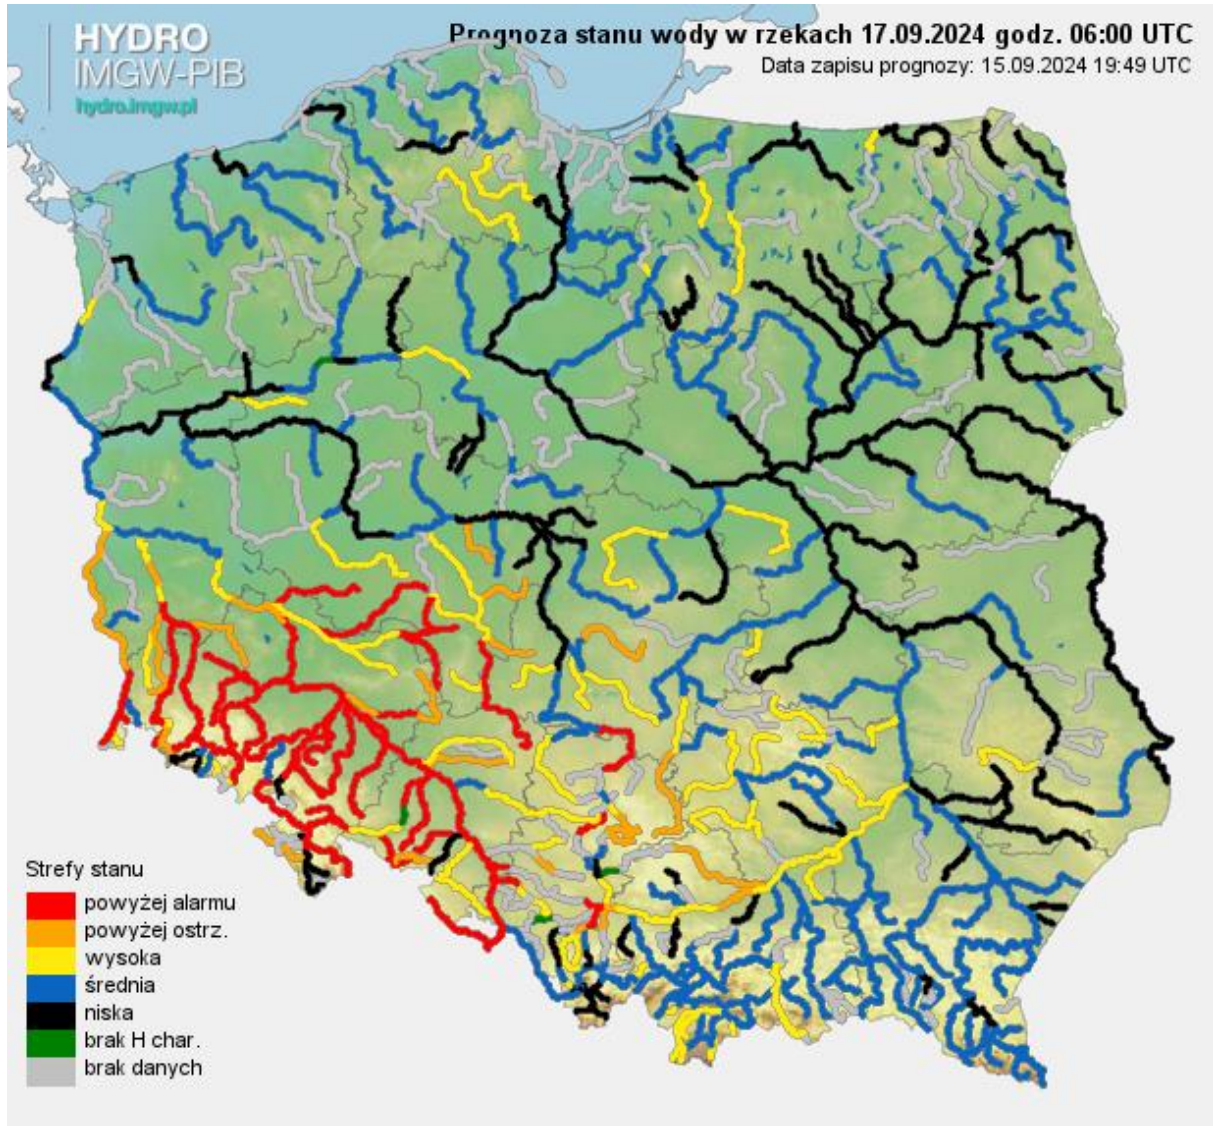 HYDRO
IMGW-PIB
hydro.imgw.pl
Prognoza stanu wody w rzekach 17.09.2024 godz. 06:00 UTC
Data zapisu prognozy: 15.09.2024 19:49 UTC
Strefy stanu
powyżej alarmu
powyżej ostrz.
wysoka
średnia
niska
brak H char.
brak danych